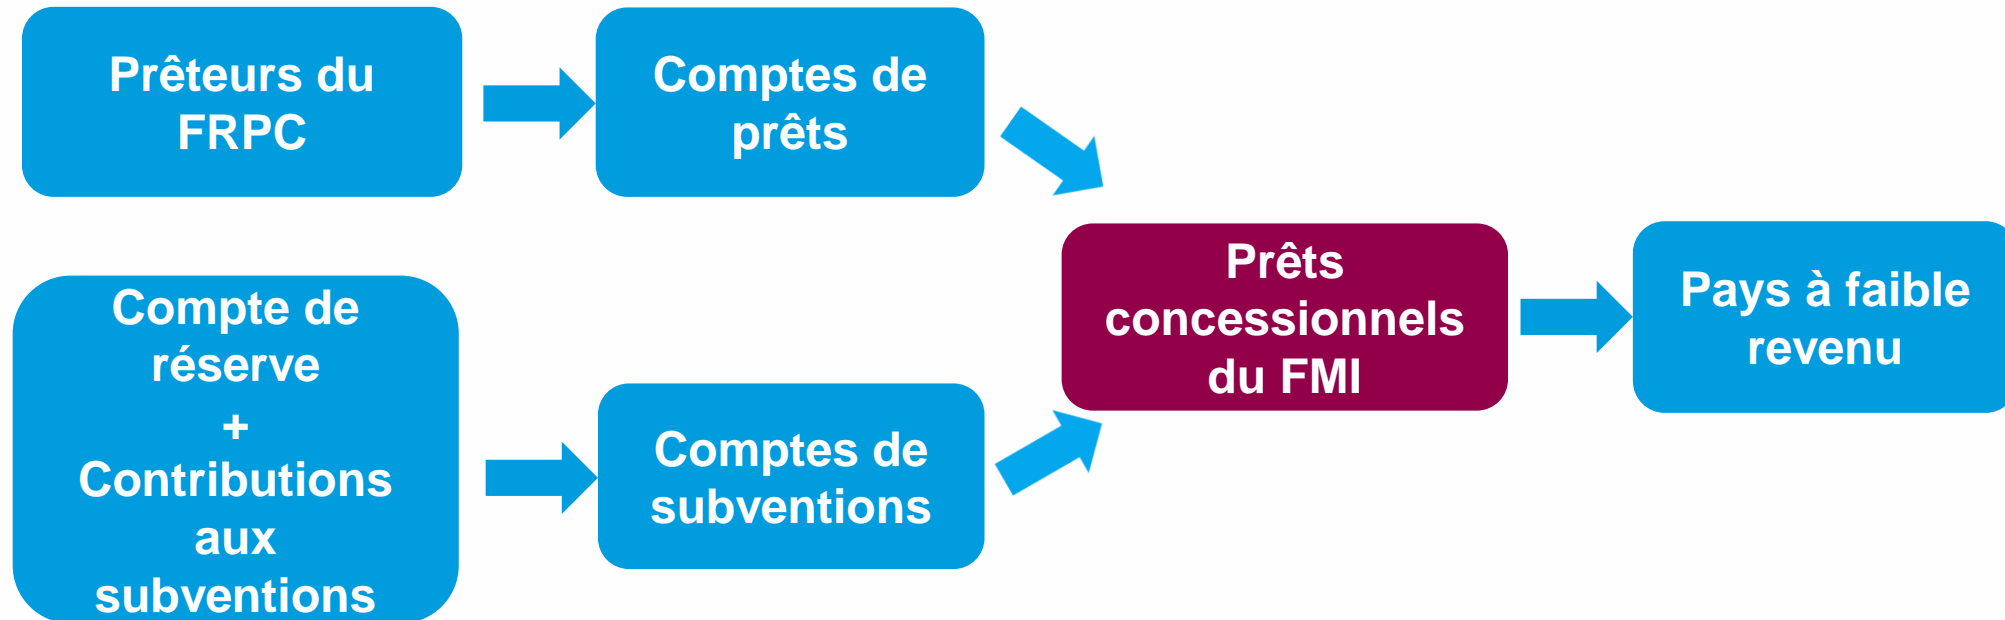 Prêteurs du
FRPC
Comptes de
prêts
Compte de
réserve
+
Contributions
aux
subventions
Comptes de
subventions
Prêts
concessionnels
du FMI
Pays à faible
revenu